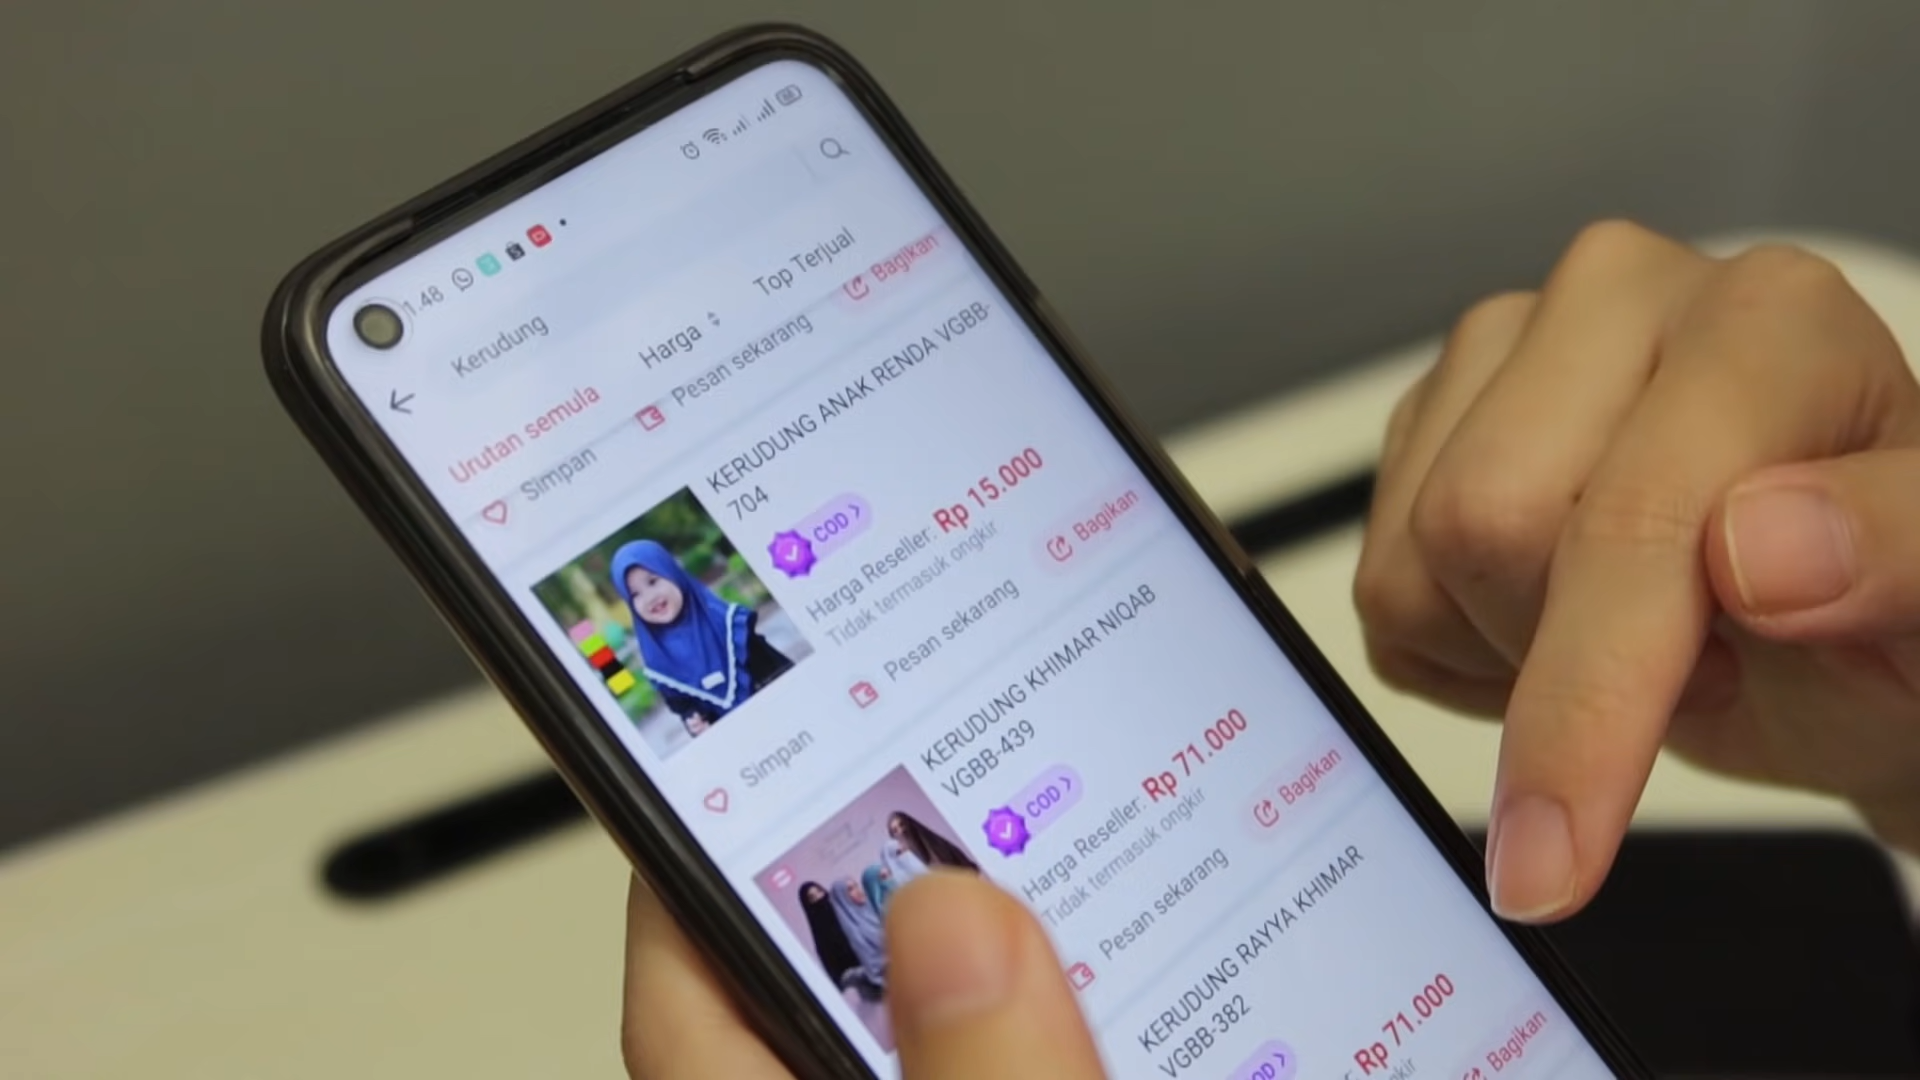 1.48
Kerudung
Urutan semula
Harga
Top Terjual
Simpan
Pesan sekarang
Bagikan
KERUDUNG ANAK RENDA VGBB-
704
COD
Harga Reseller: Rp 15.000
Tidak termasuk ongkir
Simpan
Pesan sekarang
Bagikan
KERUDUNG KHIMAR NIQAB
VGBB-439
COD
Harga Reseller: Rp 71.000
Tidak termasuk ongkir
Pesan sekarang
Bagikan
KERUDUNG RAYYA KHIMAR
VGBB-382
Rp 71.000
Bagikan